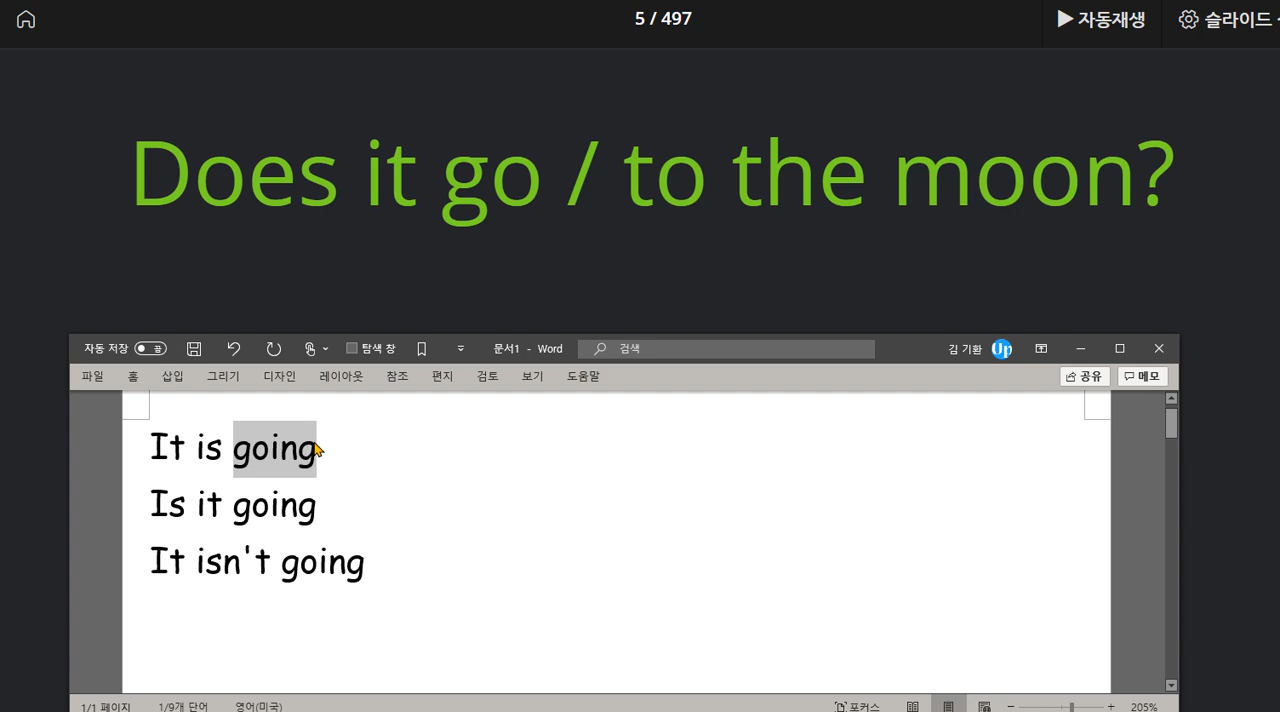 5 / 497
▶ 자동재생
슬라이드
Does it go / to the moon?
자동 저장 끔
탐색 창
문서1 - Word
검색
김 기환
Up
파일 홈 삽입 그리기 디자인 레이아웃 참조 편지 검토 보기 도움말
공유
메모
It is going
Is it going
It isn't going
1/1 페이지 1/9개 단어 영어(미국)
포커스
205%